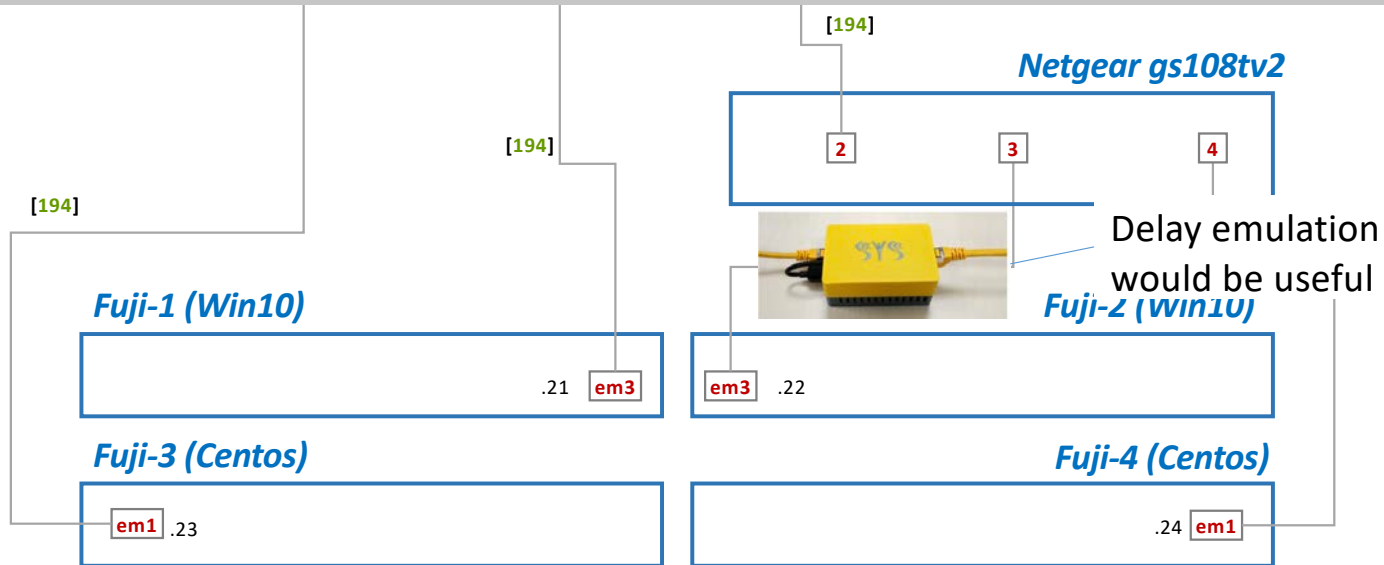 [194]
Netgear gs108tv2
[194]
2
3
4
[194]
Delay emulation
would be useful
SYS
Fuji-1 (Win10)
Fuji-2 (Win10)
.21
em3
em3
.22
Fuji-3 (Centos)
Fuji-4 (Centos)
em1
.23
.24
em1